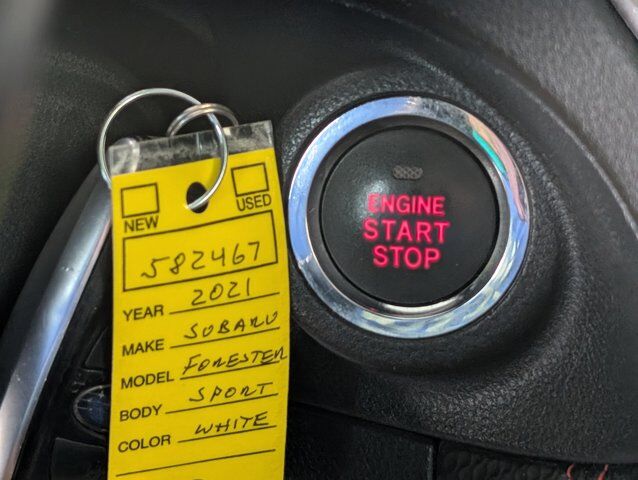 NEW USED
582467
YEAR 2021
MAKE SUBARU
MODEL FORESTER
BODY SPORT
COLOR WHITE
ENGINE
START
STOP